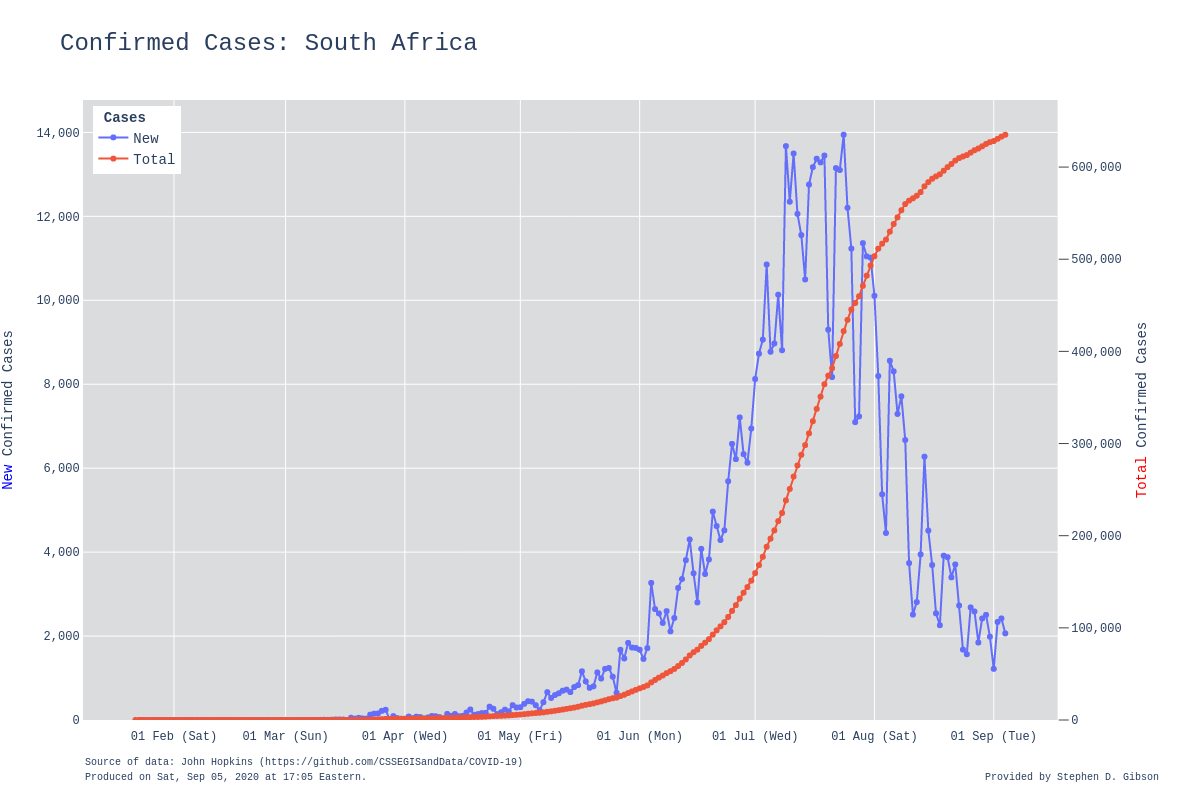 Confirmed Cases: South Africa
Cases
New
Total
14,000
12,000
10,000
8,000
6,000
4,000
2,000
0
New Confirmed Cases
600,000
500,000
400,000
300,000
200,000
100,000
0
Total Confirmed Cases
01 Feb (Sat)
01 Mar (Sun)
01 Apr (Wed)
01 May (Fri)
01 Jun (Mon)
01 Jul (Wed)
01 Aug (Sat)
01 Sep (Tue)
Source of data: John Hopkins (https://github.com/CSSEGISandData/COVID-19)
Produced on Sat, Sep 05, 2020 at 17:05 Eastern.
Provided by Stephen D. Gibson